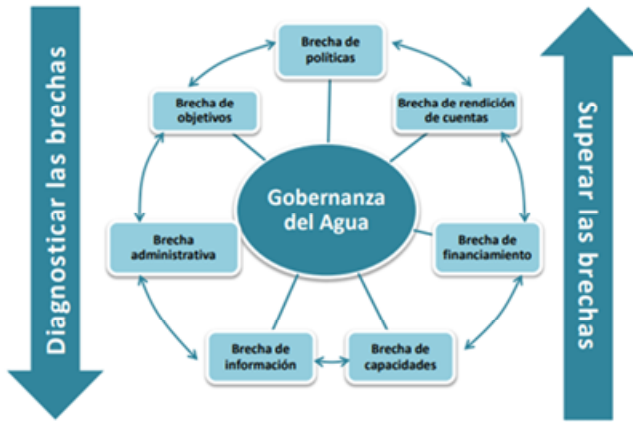 Diagnosticar las brechas
Brecha de
políticas
Brecha de
objetivos
Brecha de rendición
de cuentas
Gobernanza
del Agua
Brecha
administrativa
Brecha de
financiamiento
Brecha de
información
Brecha de
capacidades
Superar las brechas